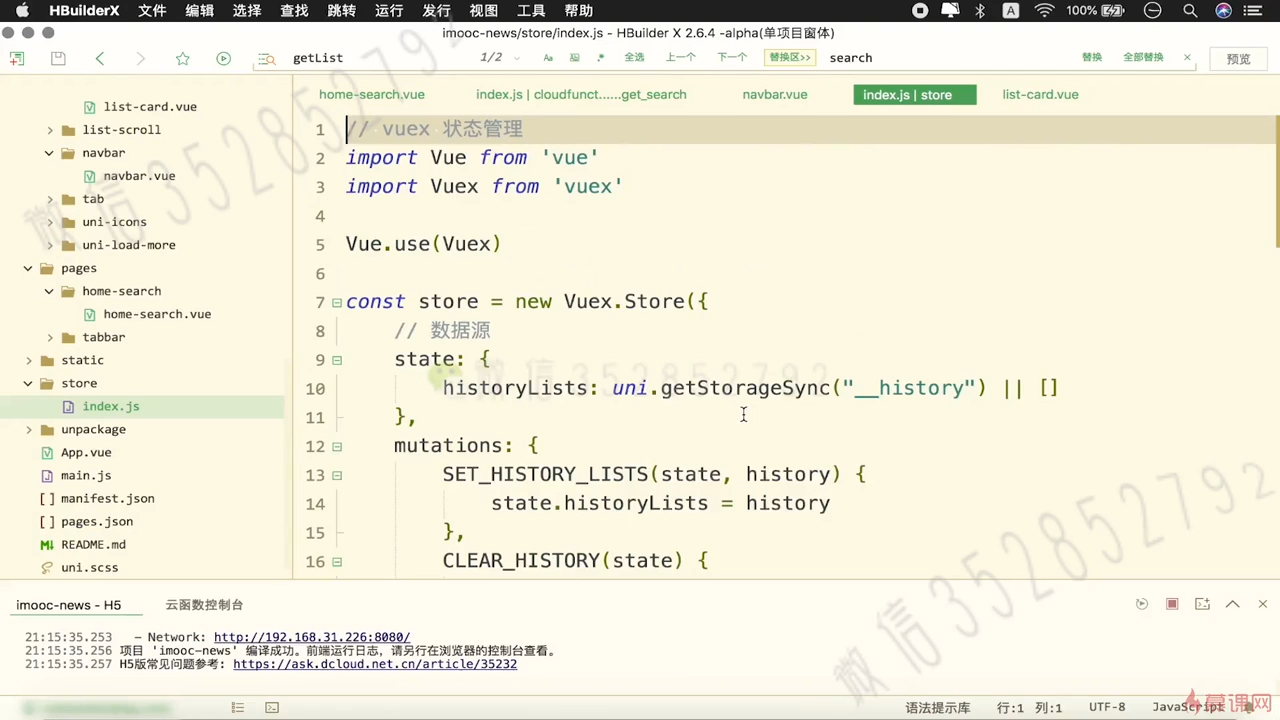 HBuilderX 文件 编辑 选择 查找 跳转 运行 发行 视图 工具 帮助 A 100%
imooc-news/store/index.js - HBuilder X 2.6.4 -alpha(单项目窗体)
getList 1/2 Aa 全选 上一个 下一个 替换区>> search 替换 全部替换 预览
home-search.vue index.js | cloudfunct......get_search navbar.vue index.js | store list-card.vue
list-card.vue
list-scroll
navbar
navbar.vue
tab
uni-icons
uni-load-more
pages
home-search
home-search.vue
tabbar
static
store
index.js
unpackage
App.vue
main.js
manifest.json
pages.json
README.md
uni.scss
1 // vuex 状态管理
2 import Vue from 'vue'
3 import Vuex from 'vuex'
4
5 Vue.use(Vuex)
6
7 const store = new Vuex.Store({
8 // 数据源
9 state: {
10 historyLists: uni.getStorageSync("__history") || []
11 },
12 mutations: {
13 SET_HISTORY_LISTS(state, history) {
14 state.historyLists = history
15 },
16 CLEAR_HISTORY(state) {
imooc-news - H5 云函数控制台
21:15:35.253 - Network: http://192.168.31.226:8080/
21:15:35.256 项目 'imooc-news' 编译成功。前端运行日志，请另行在浏览器的控制台查看。
21:15:35.257 H5版常见问题参考: https://ask.dcloud.net.cn/article/35232
语法提示库 行:1 列:1 UTF-8 JavaScript
微信 352852792
微信 352852792
微信 352852792
慕课网